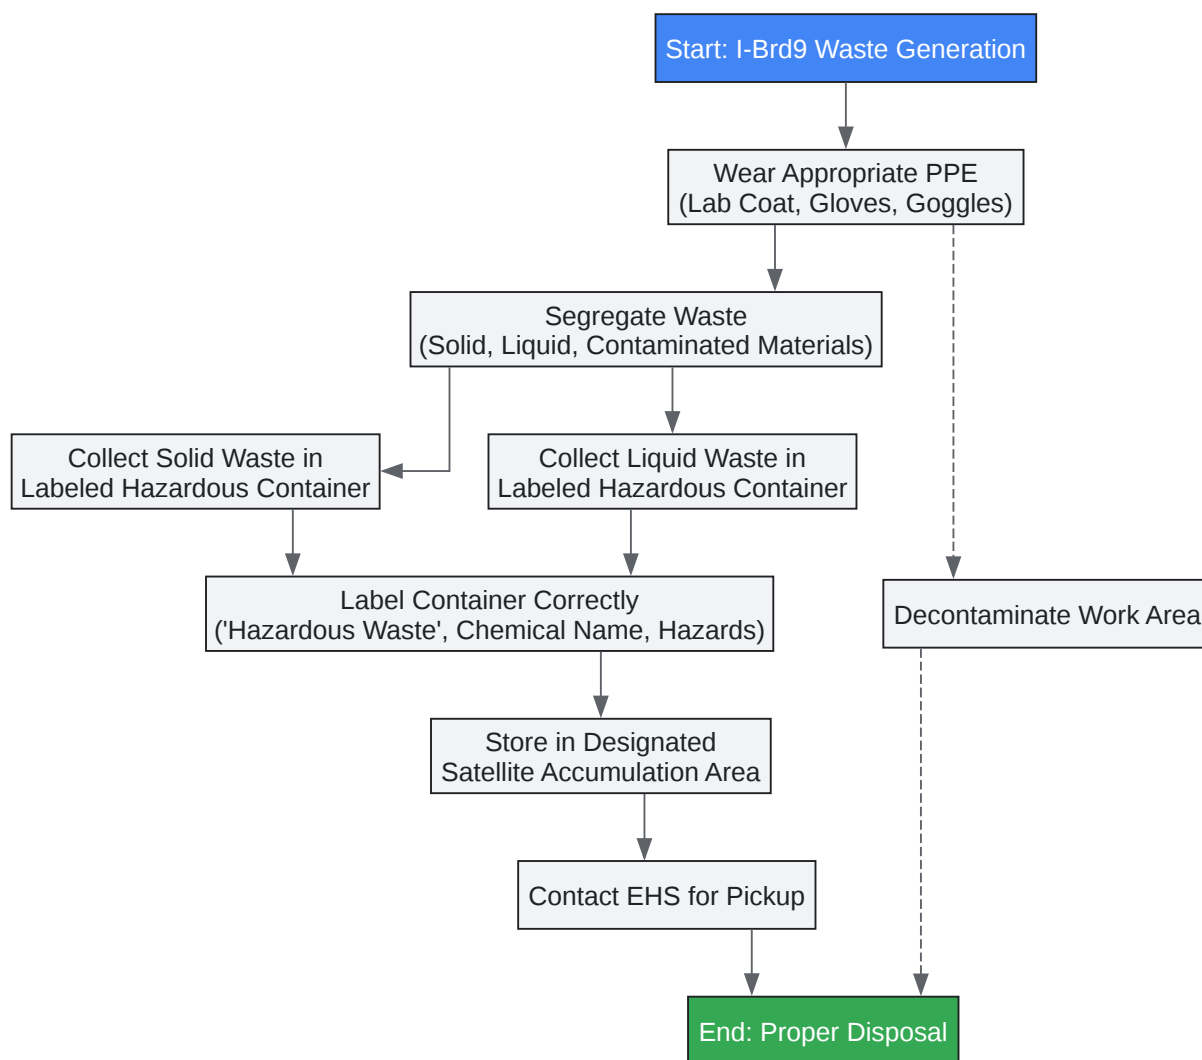 Start: I-Brd9 Waste Generation
Wear Appropriate PPE
(Lab Coat, Gloves, Goggles)
Segregate Waste
(Solid, Liquid, Contaminated Materials)
Collect Solid Waste in
Labeled Hazardous Container
Collect Liquid Waste in
Labeled Hazardous Container
Label Container Correctly
('Hazardous Waste', Chemical Name, Hazards)
Decontaminate Work Area
Store in Designated
Satellite Accumulation Area
Contact EHS for Pickup
End: Proper Disposal